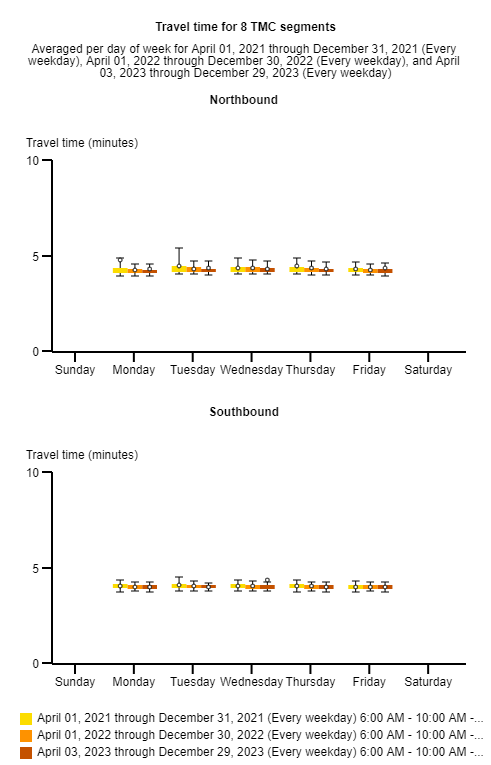 Travel time for 8 TMC segments
Averaged per day of week for April 01, 2021 through December 31, 2021 (Every
weekday), April 01, 2022 through December 30, 2022 (Every weekday), and April
03, 2023 through December 29, 2023 (Every weekday)
Northbound
Travel time (minutes)
10
5
0
Sunday Monday Tuesday Wednesday Thursday Friday Saturday
Southbound
Travel time (minutes)
10
5
0
Sunday Monday Tuesday Wednesday Thursday Friday Saturday
April 01, 2021 through December 31, 2021 (Every weekday) 6:00 AM - 10:00 AM -...
April 01, 2022 through December 30, 2022 (Every weekday) 6:00 AM - 10:00 AM -...
April 03, 2023 through December 29, 2023 (Every weekday) 6:00 AM - 10:00 AM -...